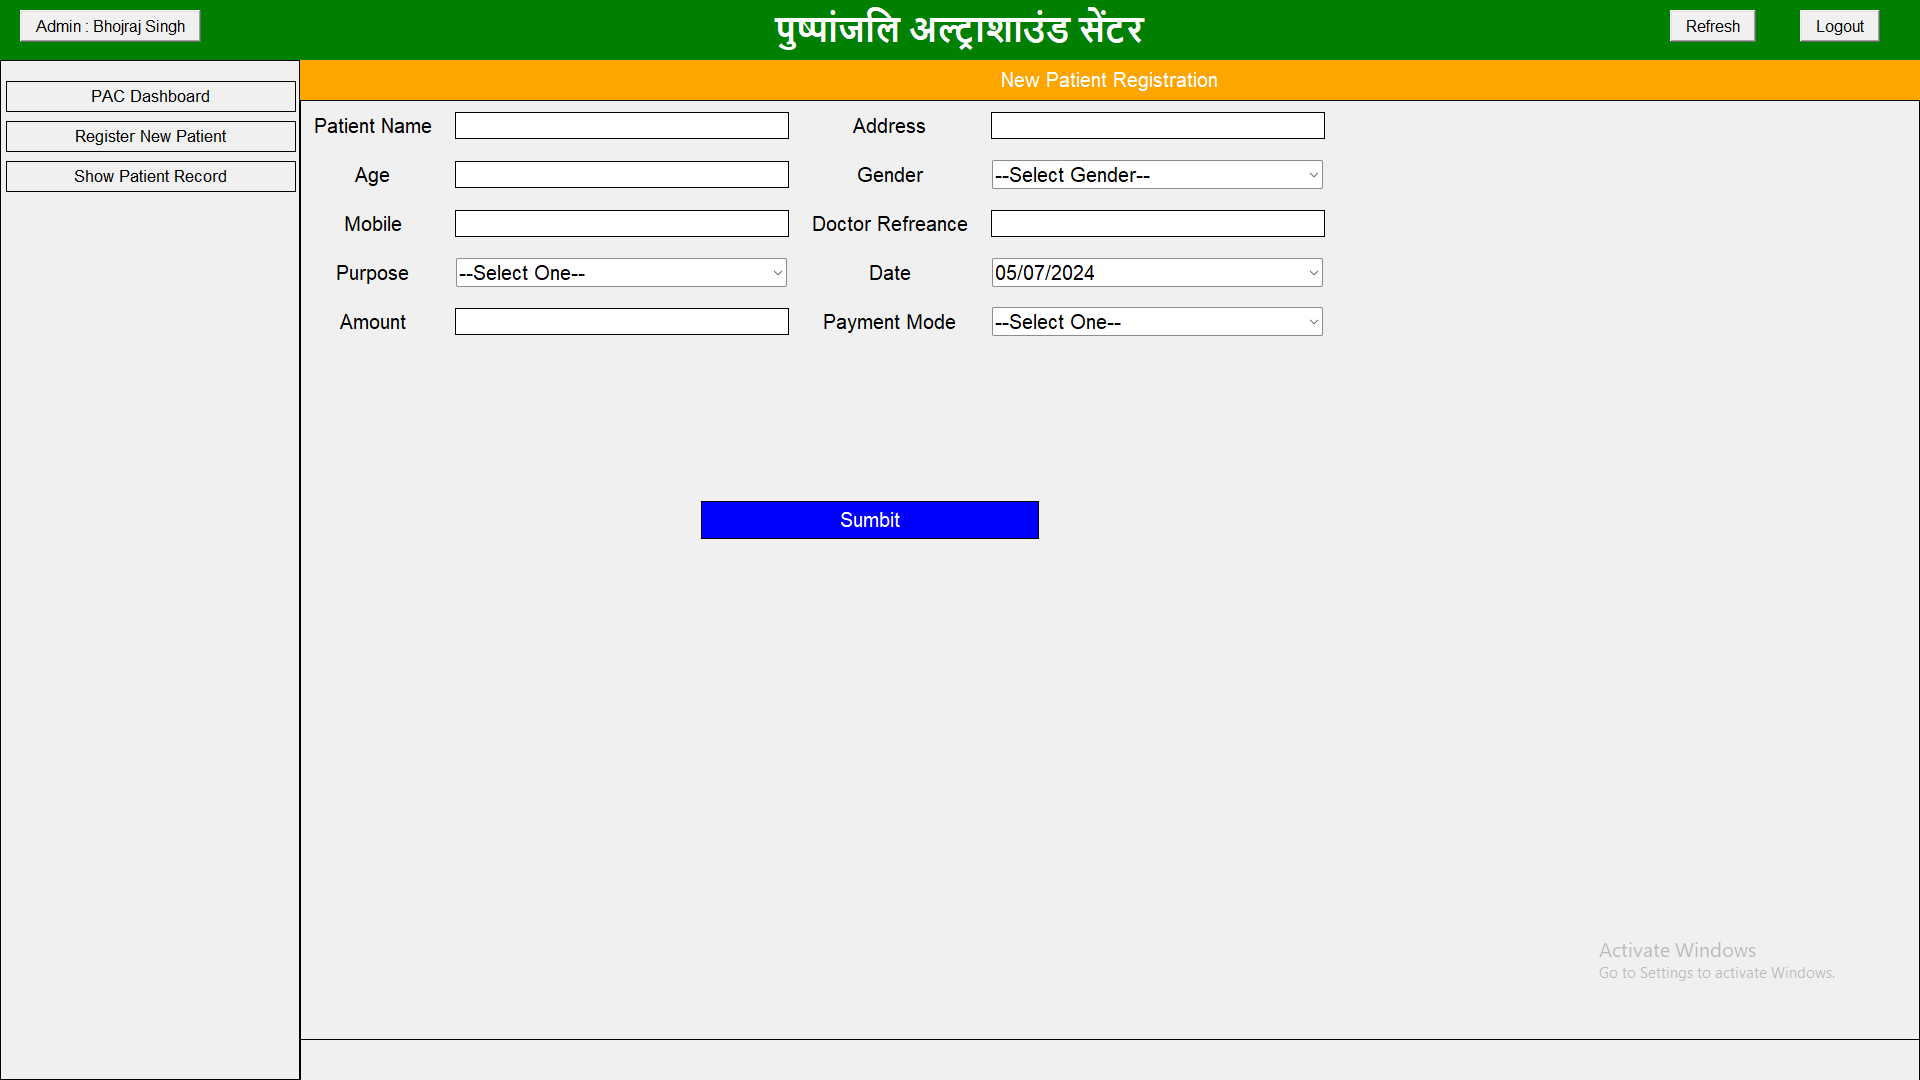 Admin : Bhojraj Singh
पुष्पांजलि अल्ट्राशाउंड सेंटर
Refresh
Logout
PAC Dashboard
Register New Patient
Show Patient Record
New Patient Registration
Patient Name
Address
Age
Gender
--Select Gender--
Mobile
Doctor Refreance
Purpose
--Select One--
Date
05/07/2024
Amount
Payment Mode
--Select One--
Sumbit
Activate Windows
Go to Settings to activate Windows.